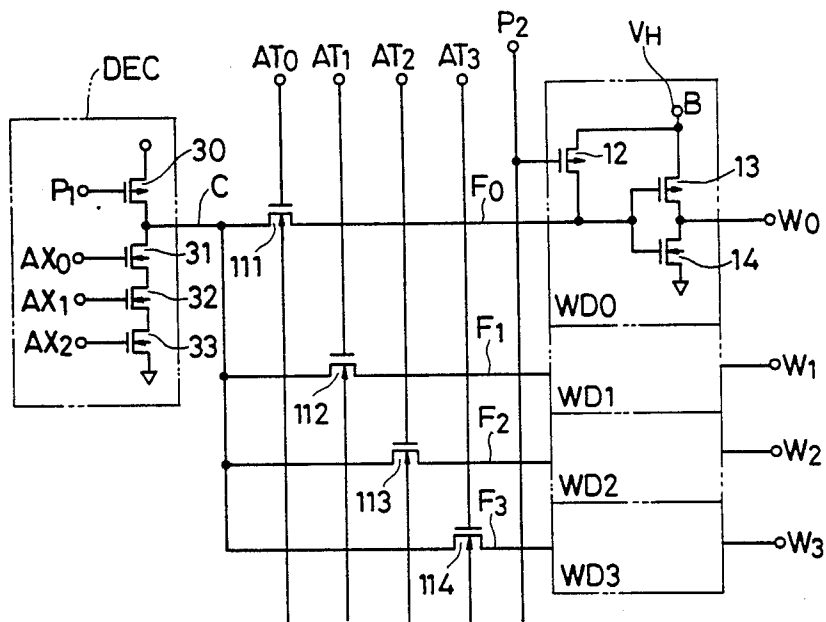 P2
VH
AT0
AT1
AT2
AT3
DEC
B
30
12
13
P1
C
F0
W0
AX0
31
111
14
AX1
32
WD0
AX2
33
F1
W1
112
WD1
F2
W2
113
WD2
F3
W3
114
WD3